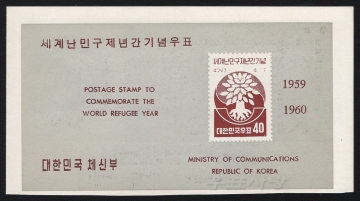 세계난민구제년간기념우표
POSTAGE STAMP TO
COMMEMORATE THE
WORLD REFUGEE YEAR
세계난민구제년간기념
4293
대한민국우표 40
1959
1960
대한민국 체신부
MINISTRY OF COMMUNICATIONS
REPUBLIC OF KOREA